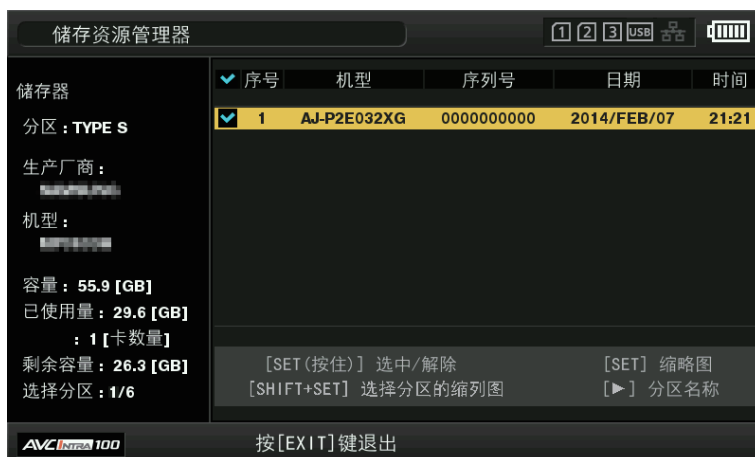 储存资源管理器
1 2 3 USB
储存器
分区：TYPE S
生产厂商：
机型：
容量：55.9 [GB]
已使用量：29.6 [GB]
：1 [卡数量]
剩余容量：26.3 [GB]
选择分区：1/6
序号 机型 序列号 日期 时间
1 AJ-P2E032XG 0000000000 2014/FEB/07 21:21
[SET(按住)] 选中/解除 [SET] 缩略图
[SHIFT+SET] 选择分区的缩列图 [▶] 分区名称
AVC INTRA 100 按[EXIT]键退出